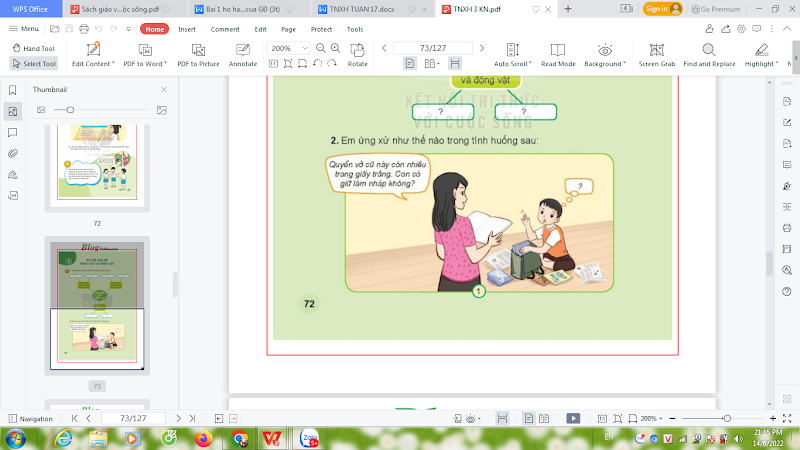 WPS Office
Sách giáo v...ộc sống.pdf
Bai 1 ho ha...cua GĐ (3t)
TNXH TUAN 17.docx
TNXH 3 KN.pdf
4
Sign in
Go Premium
Menu
Home
Insert
Comment
Edit
Page
Protect
Tools
Hand Tool
Select Tool
Edit Content
PDF to Word
PDF to Picture
Annotate
200%
73/127
Rotate
Auto Scroll
Read Mode
Background
Screen Grab
Find and Replace
Highlight
Thumbnail
72
73
và động vật
KẾT NỐI TRI THỨC
VỚI CUỘC SỐNG
?
?
2. Em ứng xử như thế nào trong tình huống sau:
Quyển vở cũ này còn nhiều
trang giấy trắng. Con có
giữ làm nháp không?
?
1
72
Navigation
73/127
200%
EN
21:15 PM
14/6/2022